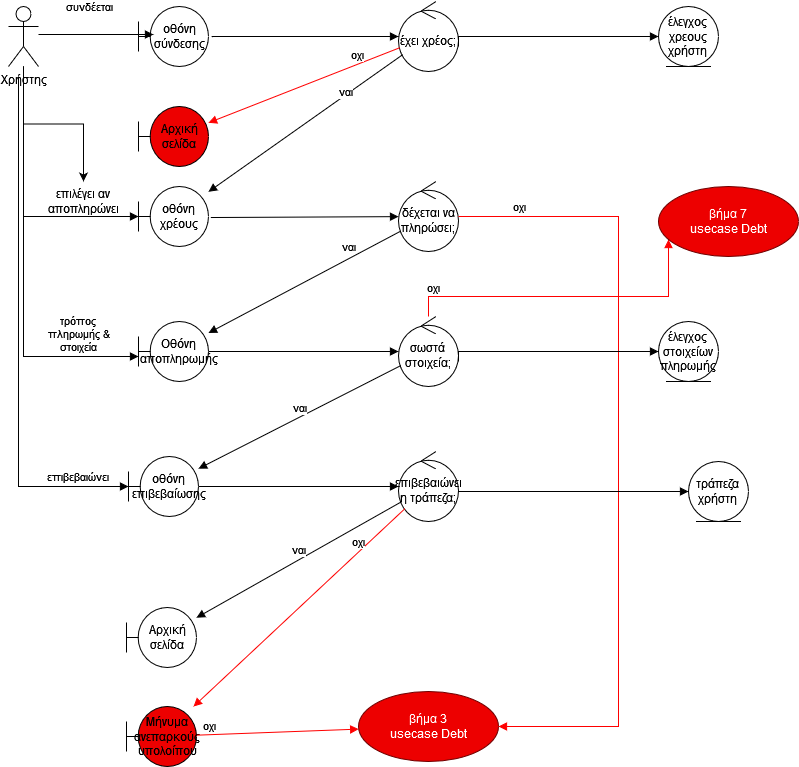 συνδέεται
οθόνη
σύνδεσης
έχει χρέος;
έλεγχος
χρεους
χρήστη
Χρήστης
οχι
ναι
Αρχική
σελίδα
επιλέγει αν
αποπληρώνει
οθόνη
χρέους
δέχεται να
πληρώσει;
οχι
βήμα 7
usecase Debt
ναι
οχι
τρόπος
πληρωμής &
στοιχεία
Οθόνη
αποπληρωμής
σωστά
στοιχεία;
έλεγχος
στοιχείων
πληρωμής
ναι
επιβεβαιώνει
οθόνη
επιβεβαίωσης
επιβεβαιώνει
η τράπεζα;
τράπεζα
χρήστη
ναι
οχι
Αρχική
σελίδα
Μήνυμα
ανεπαρκούς
υπολοίπου
οχι
βήμα 3
usecase Debt